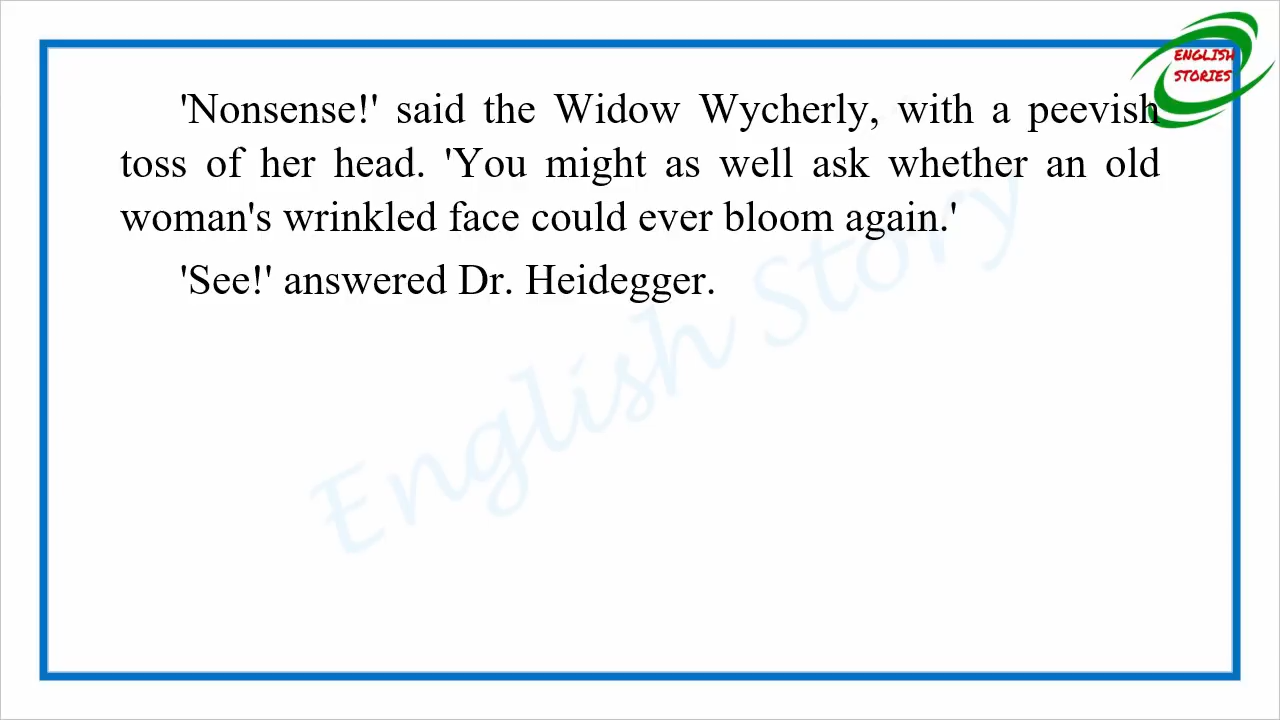 ENGLISH
STORIES
'Nonsense!' said the Widow Wycherly, with a peevish
toss of her head. 'You might as well ask whether an old
woman's wrinkled face could ever bloom again.'
'See!' answered Dr. Heidegger.
English Story